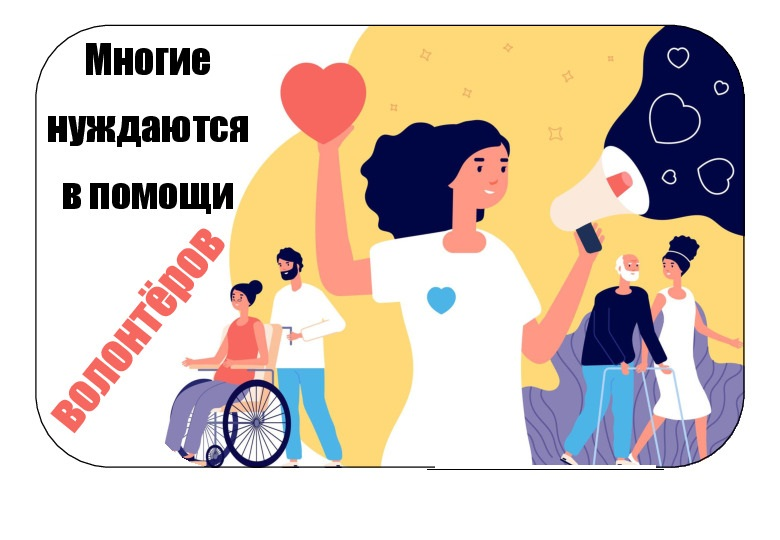 Многие
нуждаются
в помощи
волонтёров